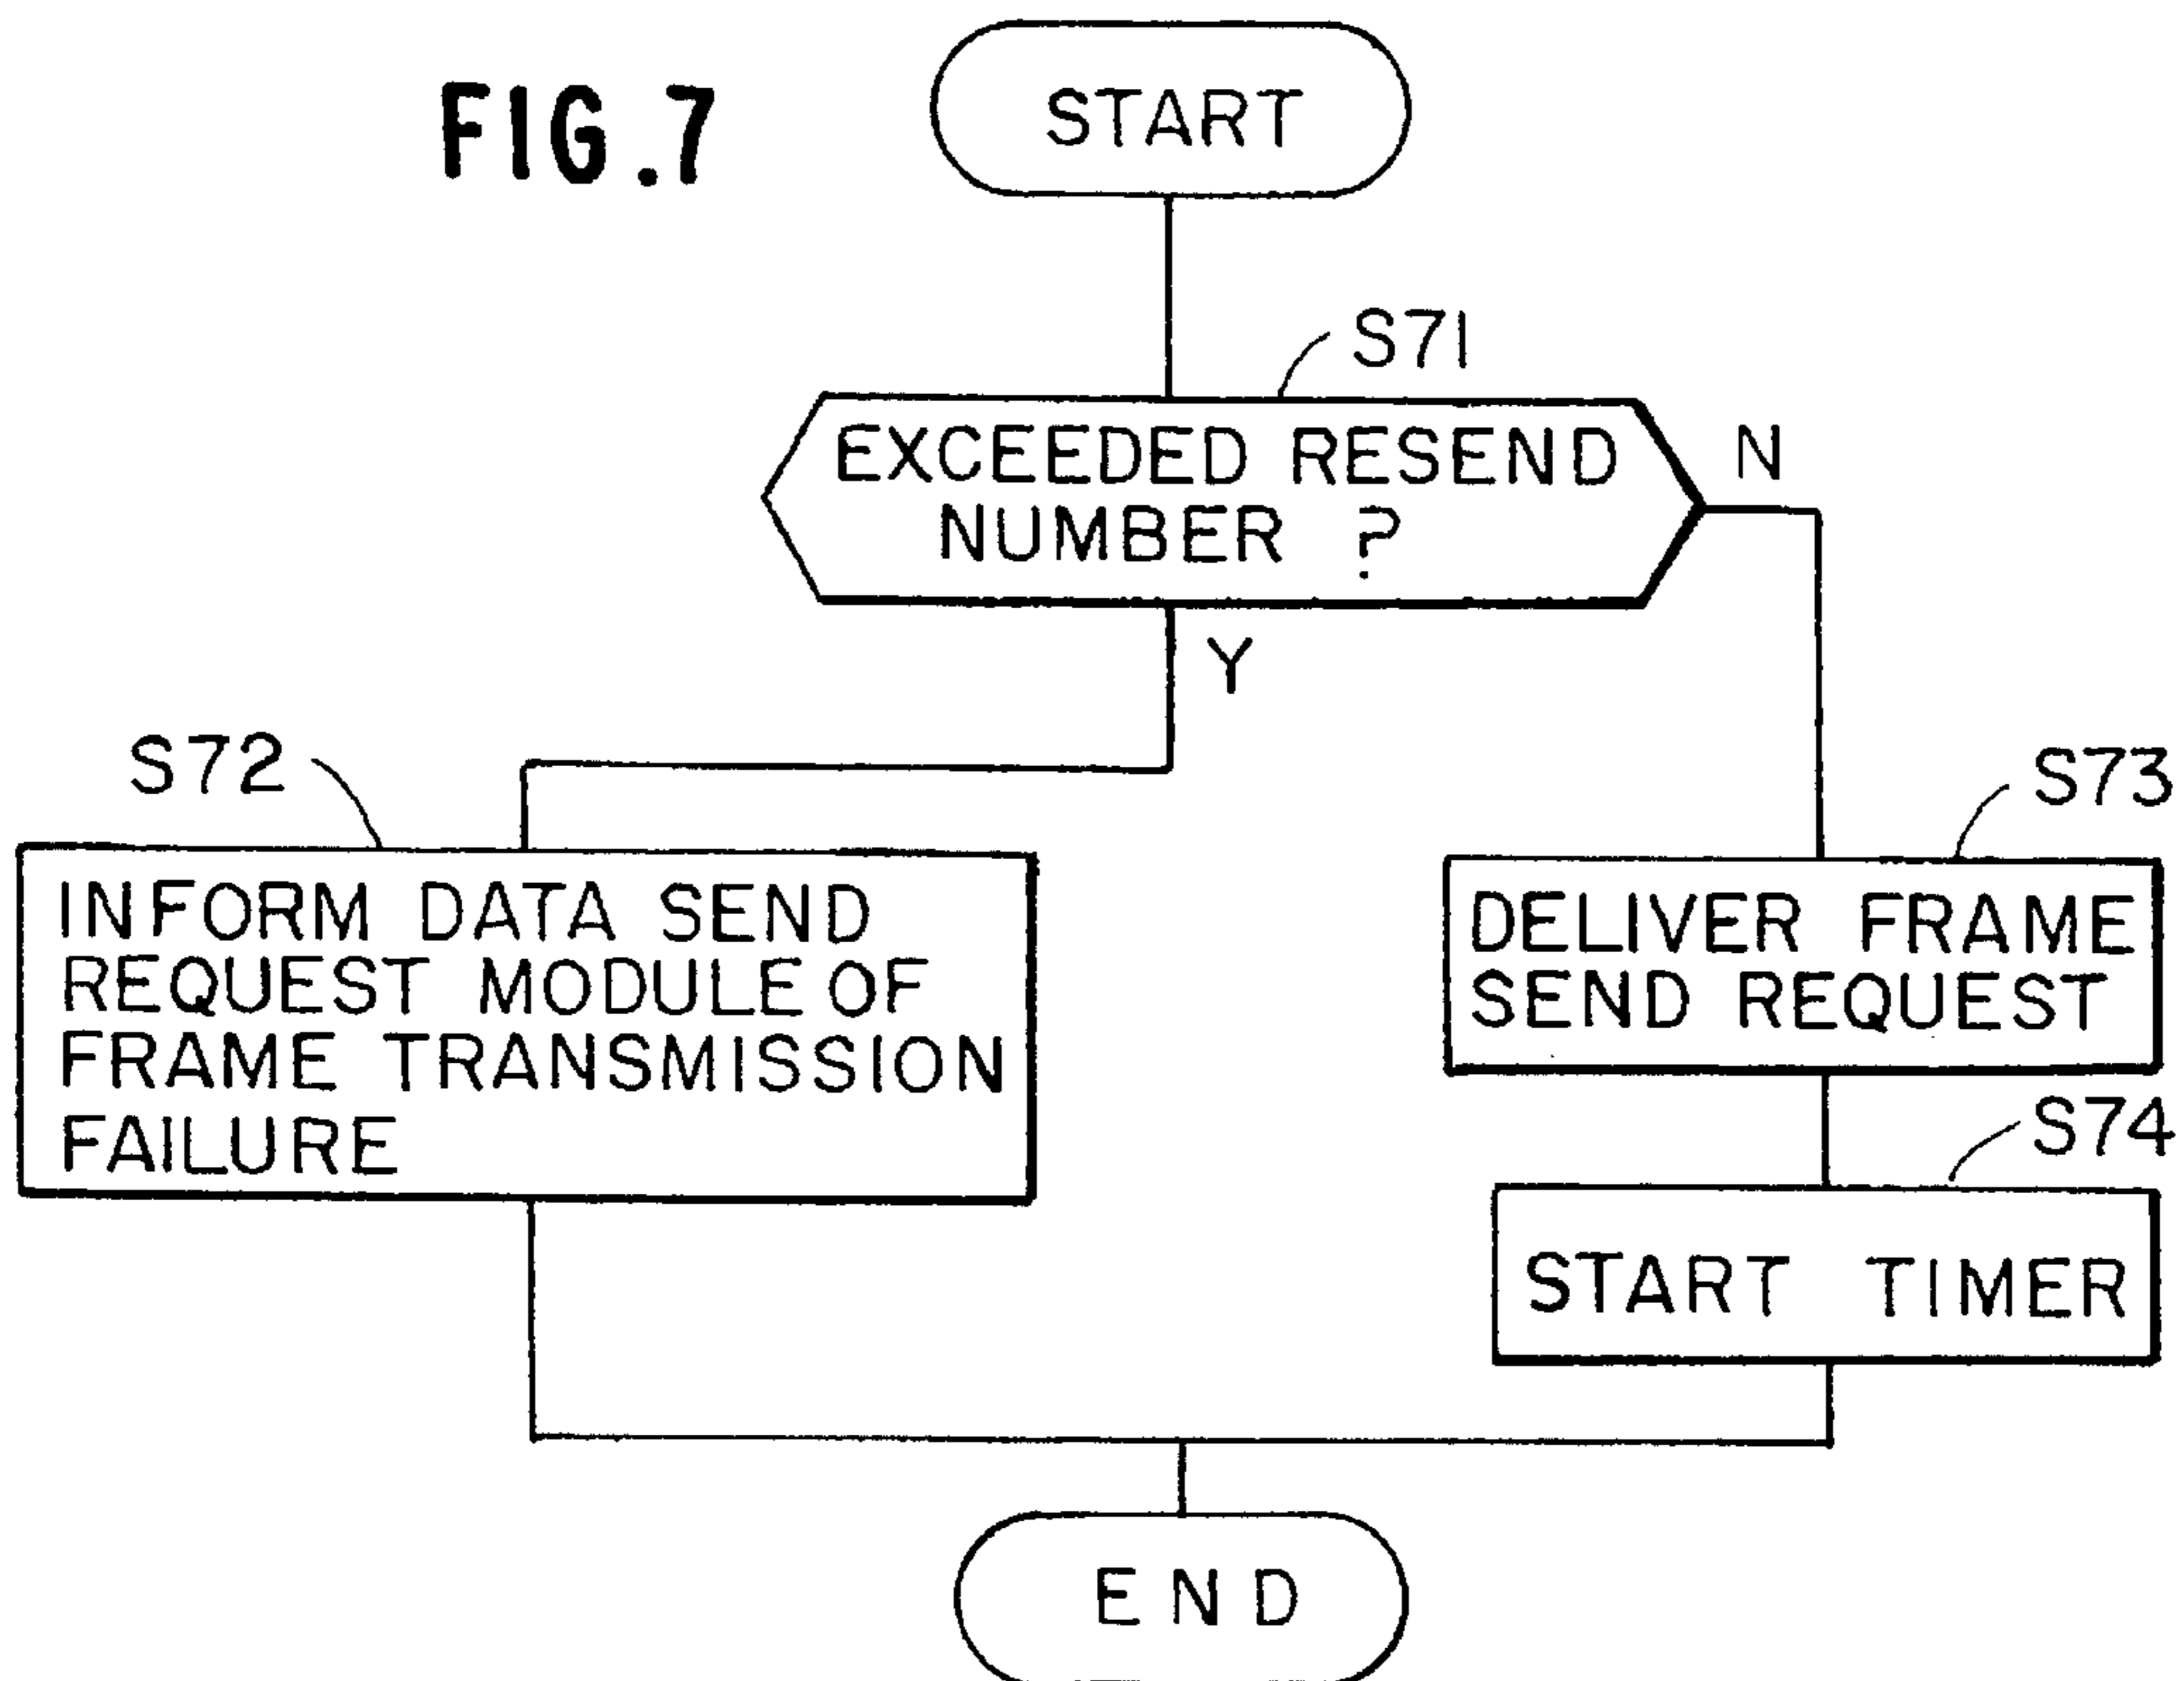 FIG.7
START
S71
EXCEEDED RESEND
NUMBER ?
N
Y
S72
INFORM DATA SEND
REQUEST MODULE OF
FRAME TRANSMISSION
FAILURE
S73
DELIVER FRAME
SEND REQUEST
S74
START TIMER
END